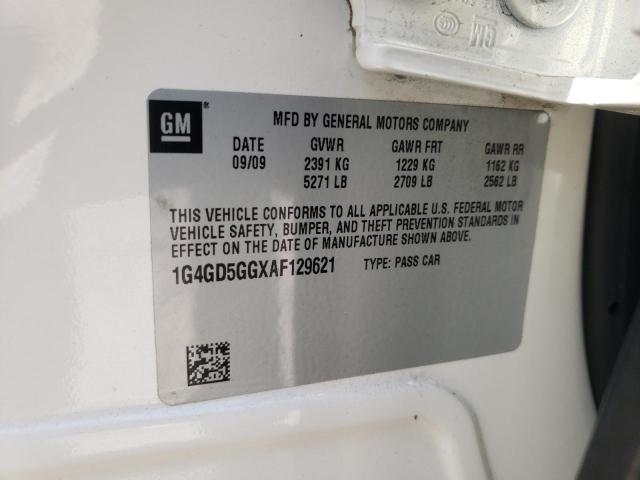 GM
GM
MFD BY GENERAL MOTORS COMPANY
DATE GVWR GAWR FRT GAWR RR
09/09 2391 KG 1229 KG 1162 KG
5271 LB 2709 LB 2562 LB
THIS VEHICLE CONFORMS TO ALL APPLICABLE U.S. FEDERAL MOTOR
VEHICLE SAFETY, BUMPER, AND THEFT PREVENTION STANDARDS IN
EFFECT ON THE DATE OF MANUFACTURE SHOWN ABOVE.
1G4GD5GGXAF129621 TYPE: PASS CAR